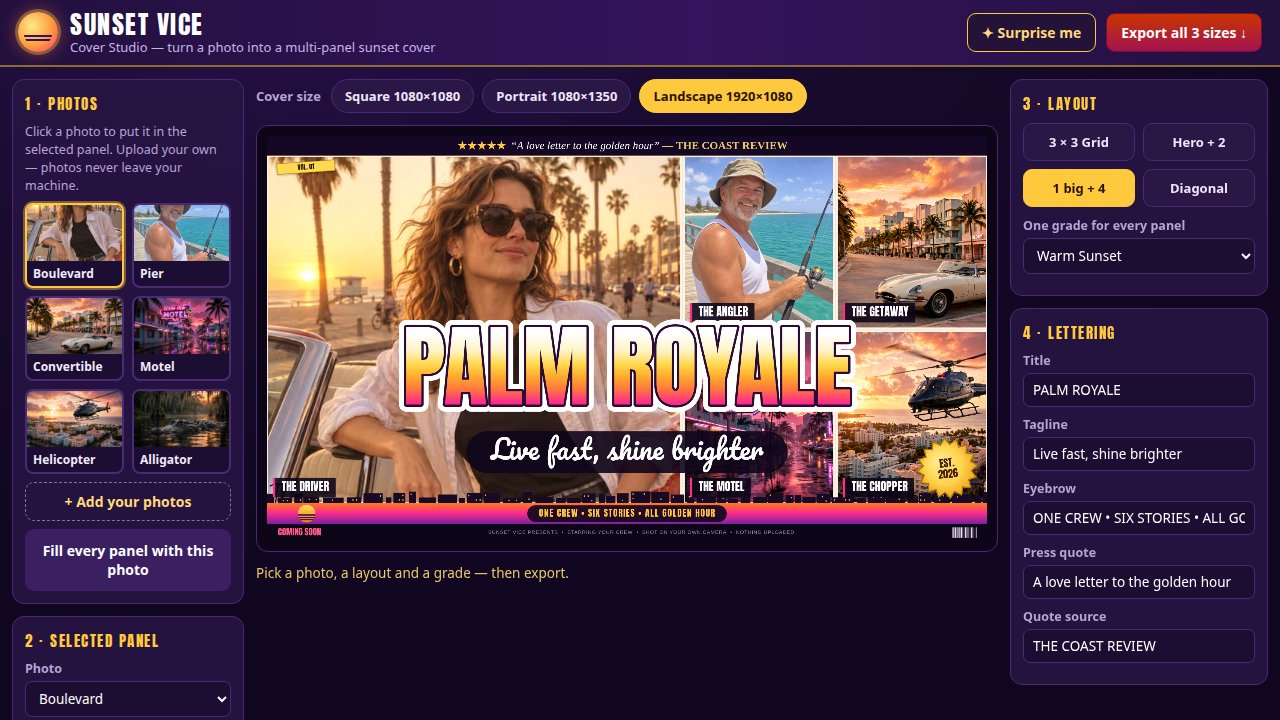 SUNSET VICE
Cover Studio — turn a photo into a multi-panel sunset cover
✦ Surprise me
Export all 3 sizes ↓
1 · PHOTOS
Click a photo to put it in the
selected panel. Upload your own
— photos never leave your
machine.
Boulevard
Pier
Convertible
Motel
Helicopter
Alligator
+ Add your photos
Fill every panel with this
photo
2 · SELECTED PANEL
Photo
Boulevard
Cover size
Square 1080×1080
Portrait 1080×1350
Landscape 1920×1080
★★★★★ “A love letter to the golden hour” — THE COAST REVIEW
VOL. 01
THE ANGLER
THE GETAWAY
PALM ROYALE
Live fast, shine brighter
THE DRIVER
THE MOTEL
THE CHOPPER
EST.
2026
ONE CREW • SIX STORIES • ALL GOLDEN HOUR
COMING SOON
SUNSET VICE PRESENTS • STARRING YOUR CREW • SHOT ON YOUR OWN CAMERA • NOTHING UPLOADED
Pick a photo, a layout and a grade — then export.
3 · LAYOUT
3 × 3 Grid
Hero + 2
1 big + 4
Diagonal
One grade for every panel
Warm Sunset
4 · LETTERING
Title
PALM ROYALE
Tagline
Live fast, shine brighter
Eyebrow
ONE CREW • SIX STORIES • ALL GC
Press quote
A love letter to the golden hour
Quote source
THE COAST REVIEW